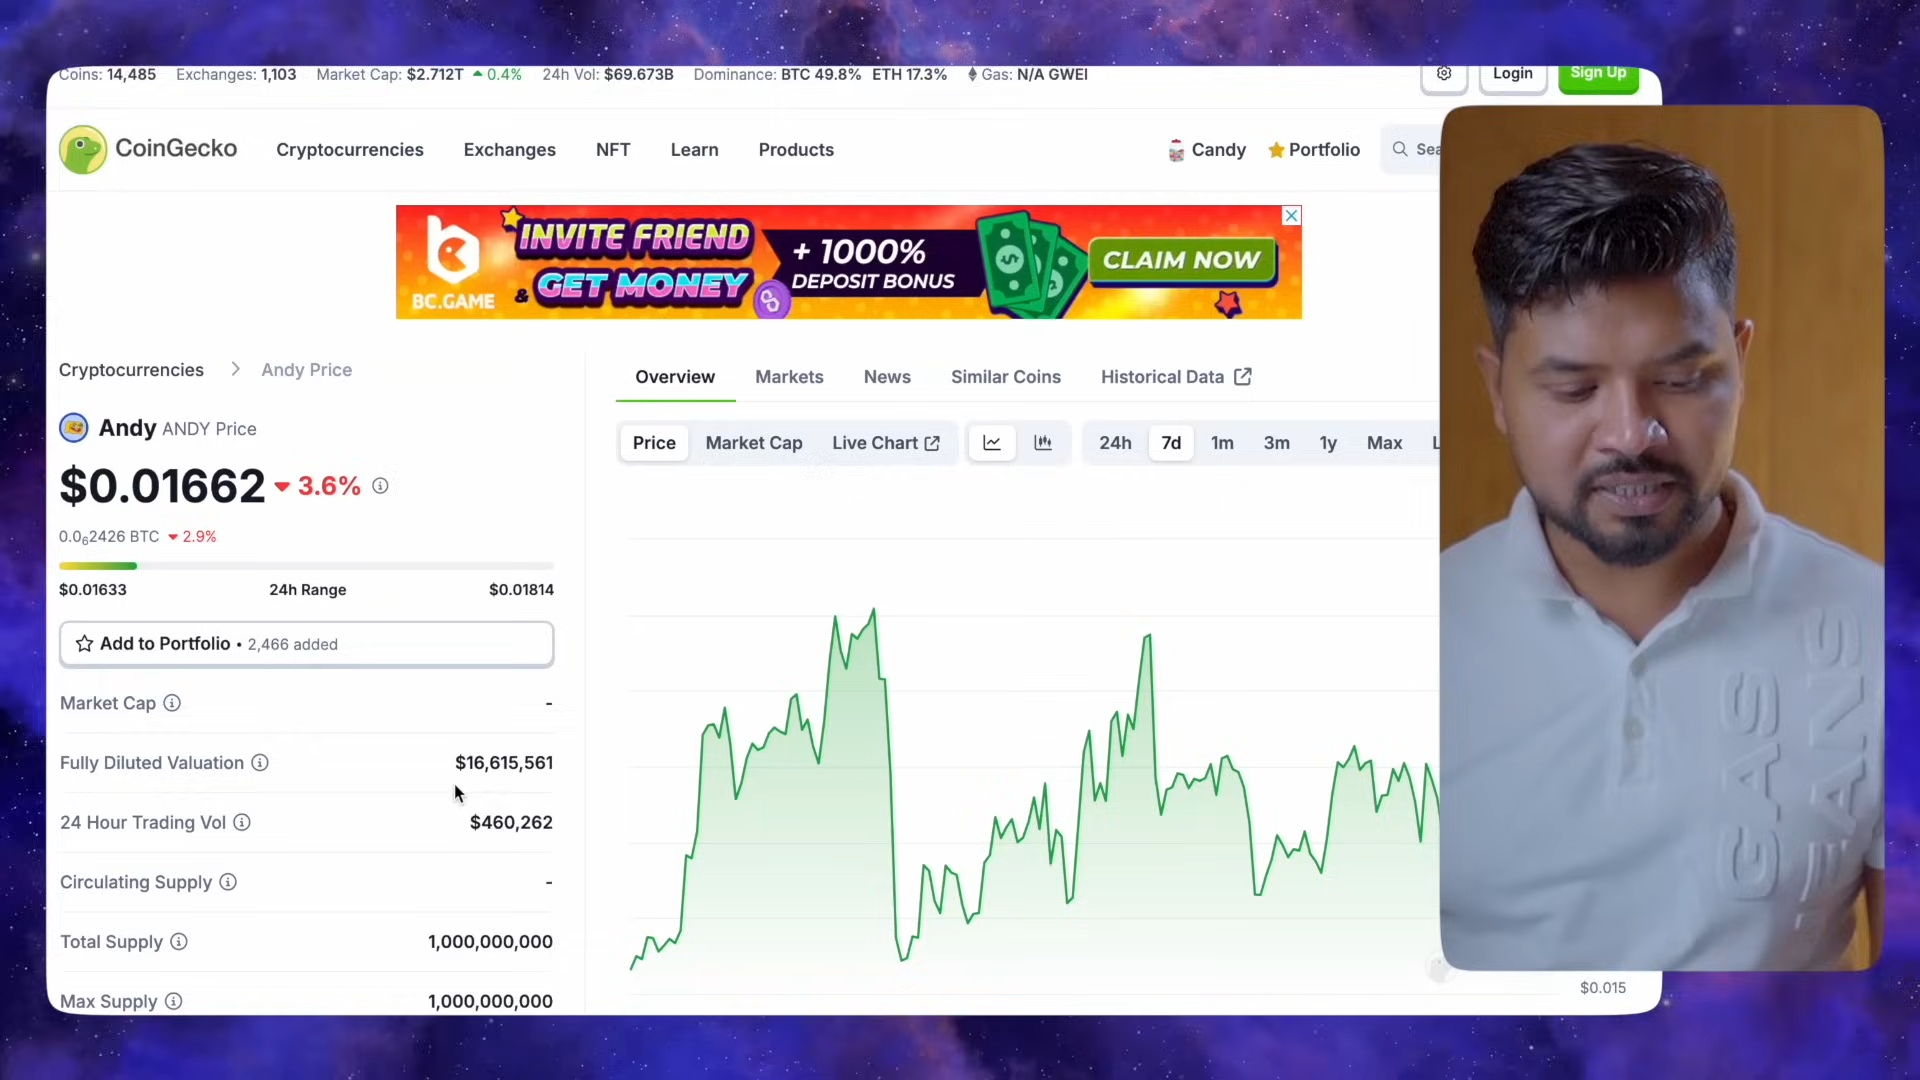 Coins: 14,485 Exchanges: 1,103 Market Cap: $2.712T 0.4% 24h Vol: $69.673B Dominance: BTC 49.8% ETH 17.3% Gas: N/A GWEI
Login
Sign Up
CoinGecko
Cryptocurrencies
Exchanges
NFT
Learn
Products
Candy
Portfolio
Sea
BC.GAME
INVITE FRIEND
& GET MONEY
+ 1000%
DEPOSIT BONUS
CLAIM NOW
Cryptocurrencies > Andy Price
Andy ANDY Price
$0.01662 3.6%
0.0₆2426 BTC 2.9%
$0.01633 24h Range $0.01814
Add to Portfolio • 2,466 added
Market Cap -
Fully Diluted Valuation $16,615,561
24 Hour Trading Vol $460,262
Circulating Supply -
Total Supply 1,000,000,000
Max Supply 1,000,000,000
Overview
Markets
News
Similar Coins
Historical Data
Price
Market Cap
Live Chart
24h
7d
1m
3m
1y
Max
L
$0.015
GAS